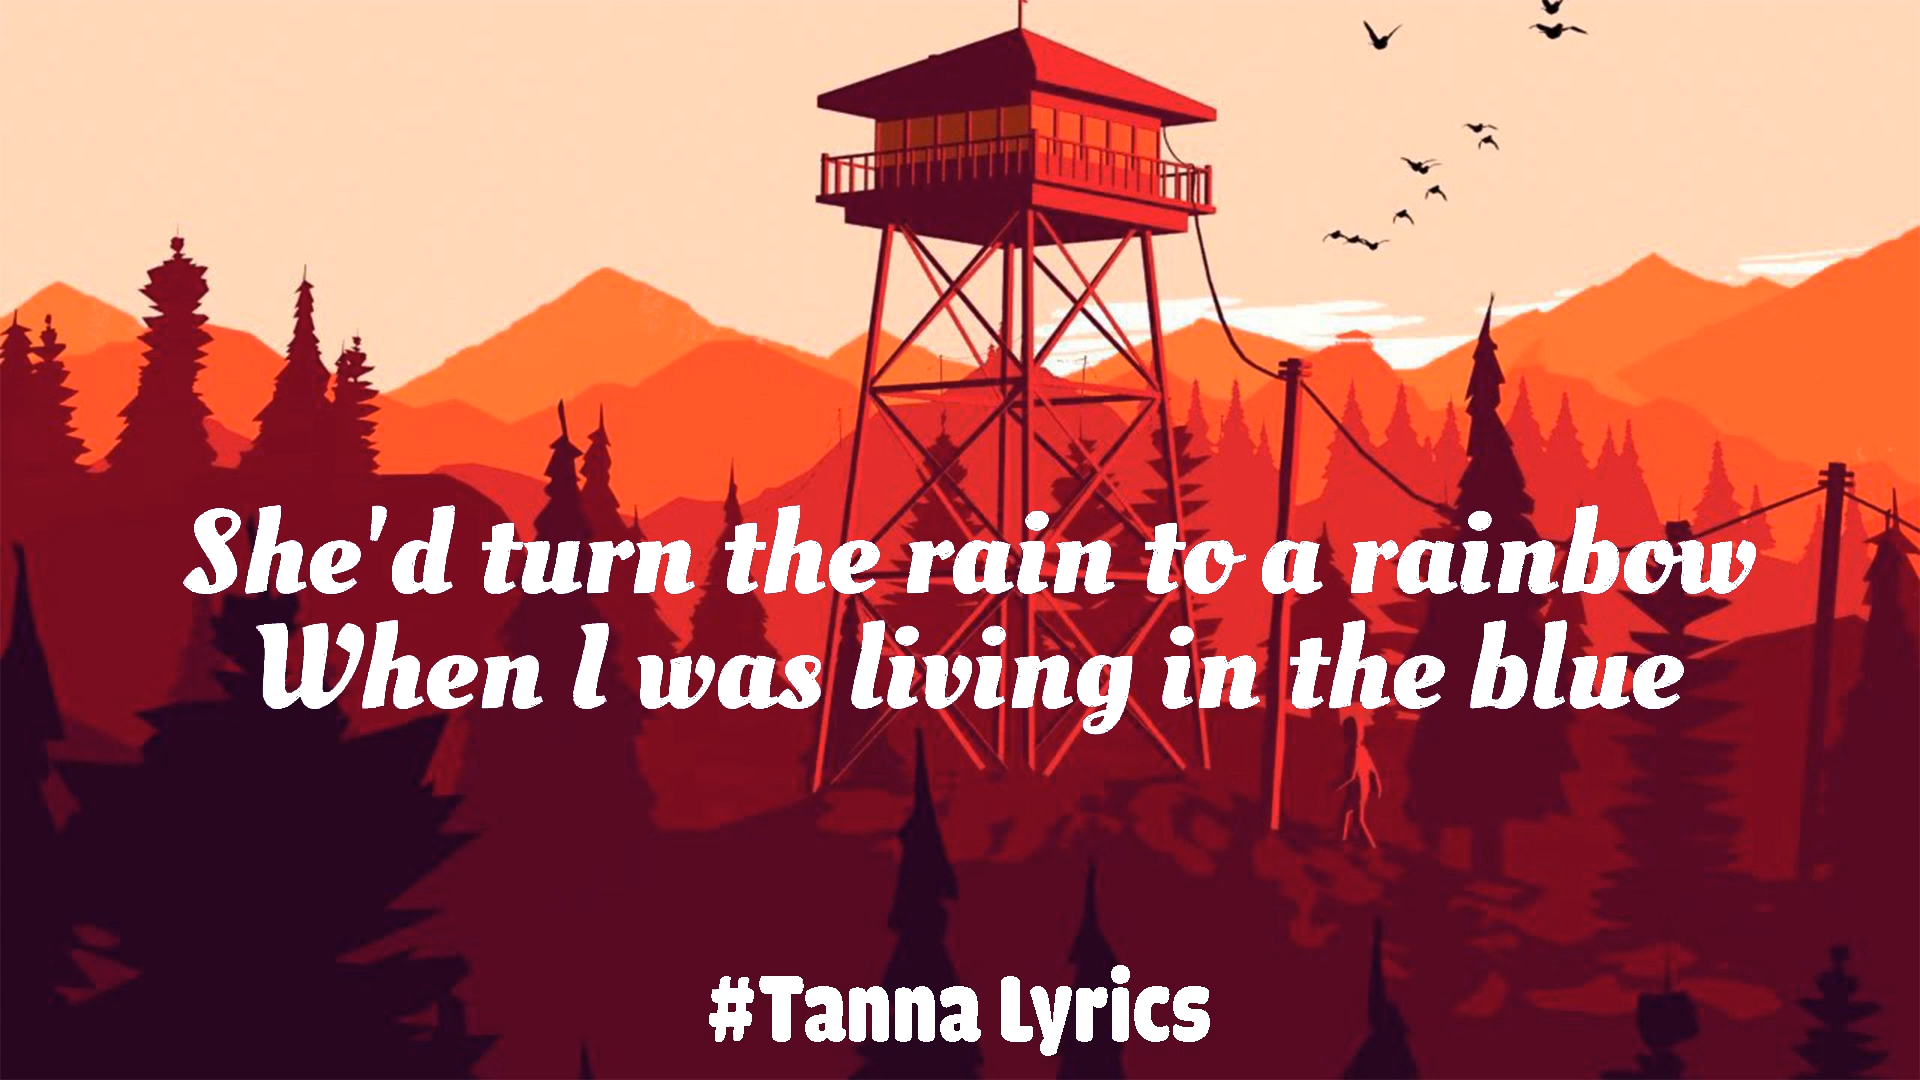 She'd turn the rain to a rainbow
When I was living in the blue
#Tanna Lyrics